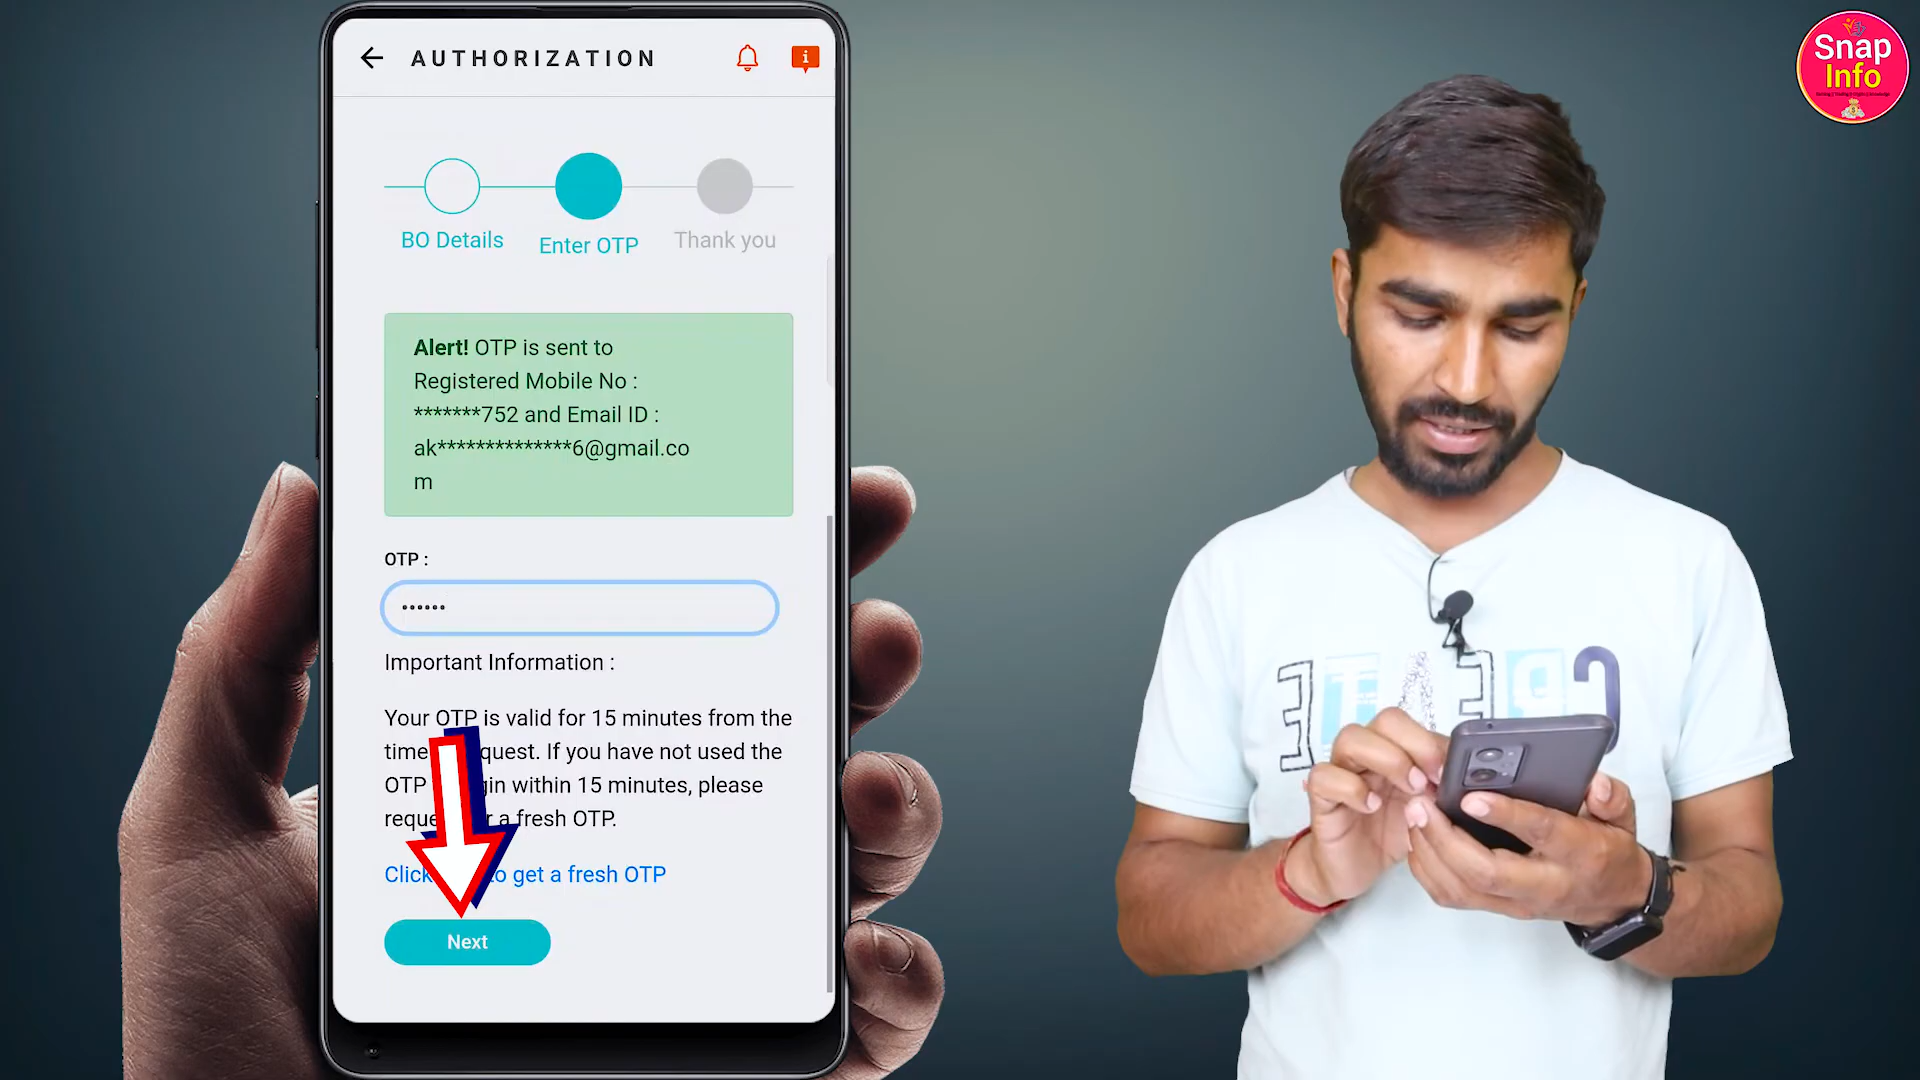 AUTHORIZATION
BO Details
Enter OTP
Thank you
Alert! OTP is sent to
Registered Mobile No :
*******752 and Email ID :
ak**************6@gmail.co
m
OTP :
••••••
Important Information :
Your OTP is valid for 15 minutes from the
time quest. If you have not used the
OTP gin within 15 minutes, please
reque r a fresh OTP.
Click o get a fresh OTP
Next
Snap
Info
CREATE